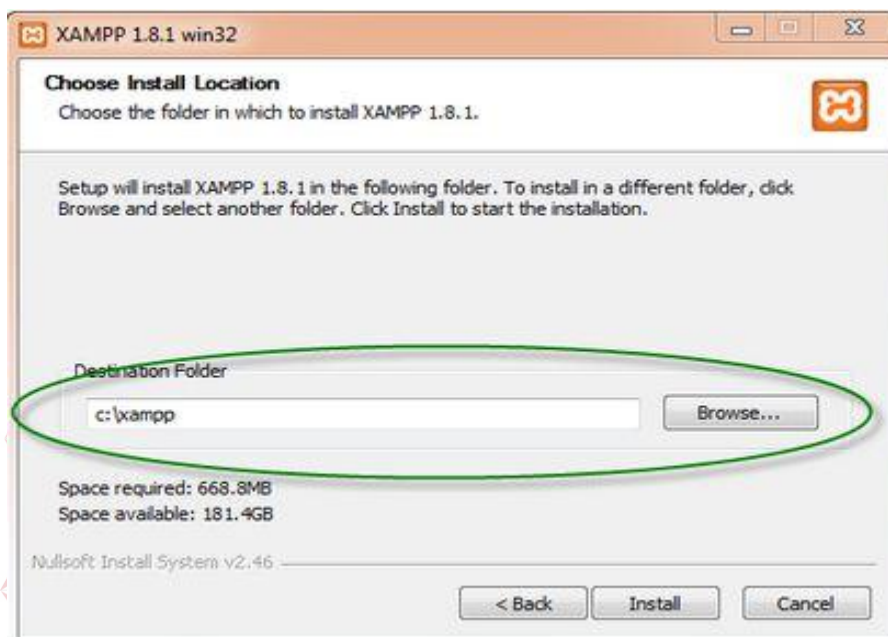 XAMPP 1.8.1 win32
Choose Install Location
Choose the folder in which to install XAMPP 1.8.1.
Setup will install XAMPP 1.8.1 in the following folder. To install in a different folder, click
Browse and select another folder. Click Install to start the installation.
Destination Folder
c:\xampp
Browse...
Space required: 668.8MB
Space available: 181.4GB
Nullsoft Install System v2.46
< Back
Install
Cancel